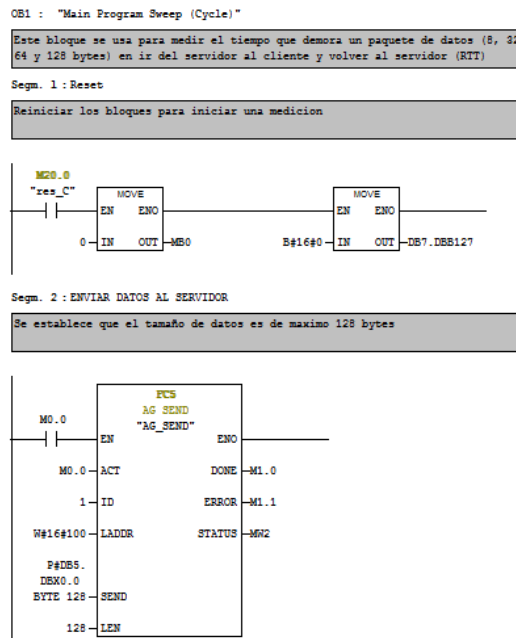 OB1 : "Main Program Sweep (Cycle)"
Este bloque se usa para medir el tiempo que demora un paquete de datos (8, 32
64 y 128 bytes) en ir del servidor al cliente y volver al servidor (RTT)
Segm. 1 : Reset
Reiniciar los bloques para iniciar una medicion
M20.0
"res_C"
MOVE MOVE
EN ENO EN ENO
0 IN OUT MB0 B#16#0 IN OUT DB7.DBB127
Segm. 2 : ENVIAR DATOS AL SERVIDOR
Se establece que el tamaño de datos es de maximo 128 bytes
FC5
AG SEND
M0.0 "AG_SEND"
EN ENO
M0.0 ACT DONE M1.0
1 ID ERROR M1.1
W#16#100 LADDR STATUS MW2
P#DB5.
DBX0.0
BYTE 128 SEND
128 LEN